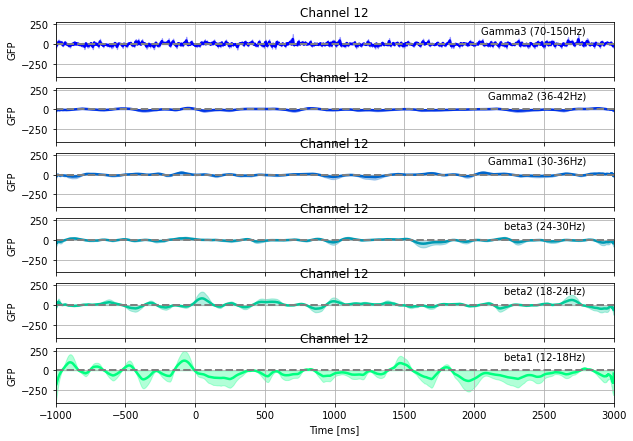 Channel 12
250
0
−250
GFP
Gamma3 (70-150Hz)
Channel 12
250
0
−250
GFP
Gamma2 (36-42Hz)
Channel 12
250
0
−250
GFP
Gamma1 (30-36Hz)
Channel 12
250
0
−250
GFP
beta3 (24-30Hz)
Channel 12
250
0
−250
GFP
beta2 (18-24Hz)
Channel 12
250
0
−250
GFP
beta1 (12-18Hz)
−1000 −500 0 500 1000 1500 2000 2500 3000
Time [ms]